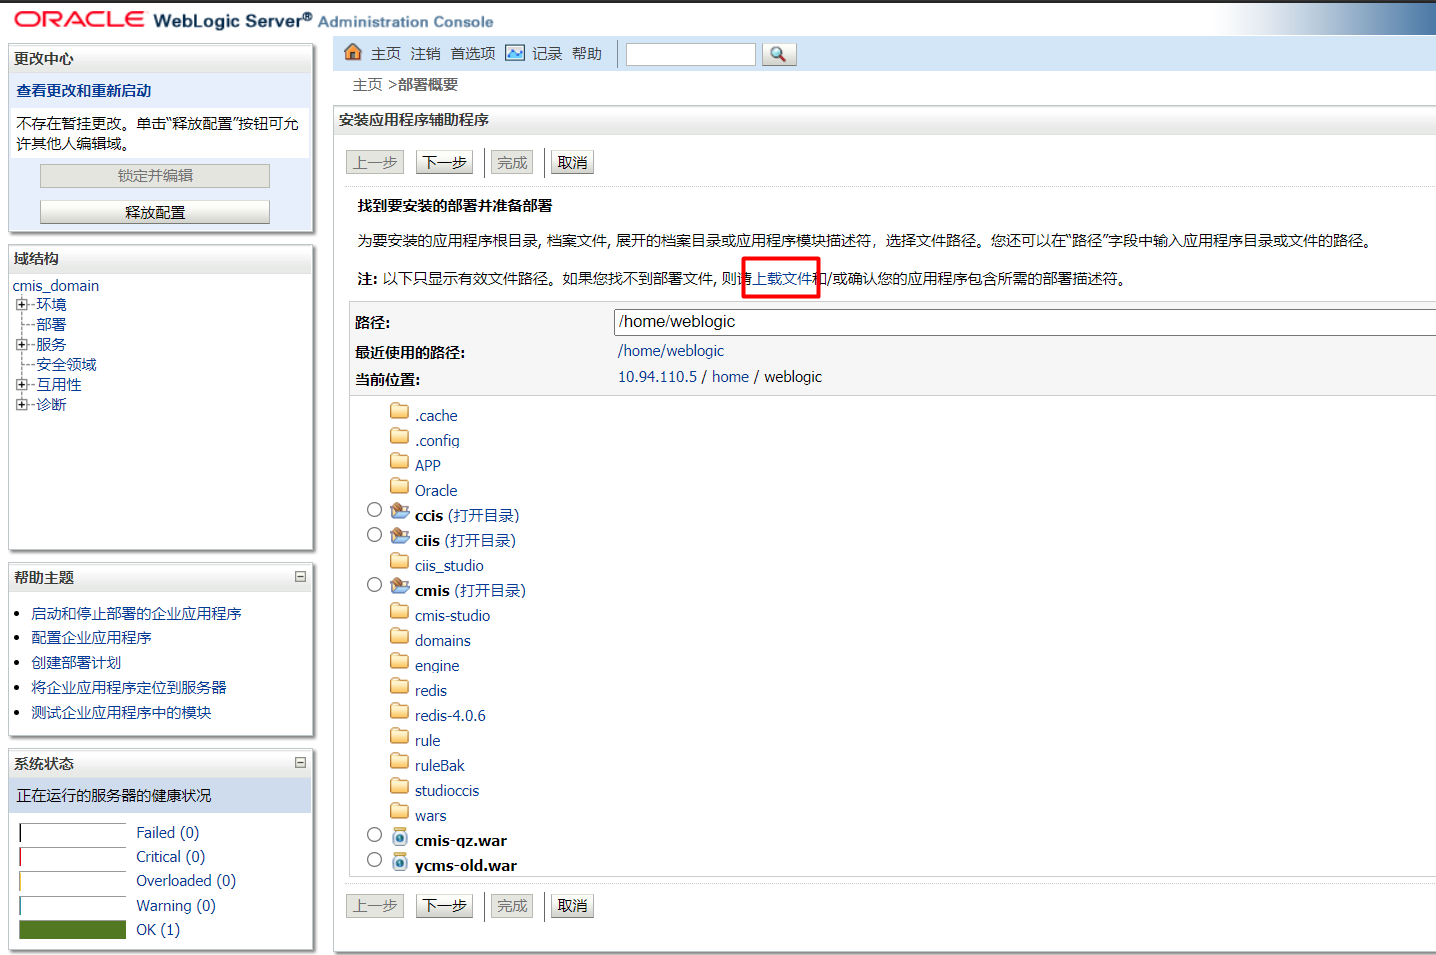 ORACLE WebLogic Server® Administration Console
更改中心
查看更改和重新启动
不存在暂挂更改。单击“释放配置”按钮可允
许其他人编辑域。
锁定并编辑
释放配置
域结构
cmis_domain
环境
部署
服务
安全领域
互用性
诊断
帮助主题
启动和停止部署的企业应用程序
配置企业应用程序
创建部署计划
将企业应用程序定位到服务器
测试企业应用程序中的模块
系统状态
正在运行的服务器的健康状况
Failed (0)
Critical (0)
Overloaded (0)
Warning (0)
OK (1)
主页 注销 首选项 记录 帮助
主页 >部署概要
安装应用程序辅助程序
上一步 下一步 完成 取消
找到要安装的部署并准备部署
为要安装的应用程序根目录, 档案文件, 展开的档案目录或应用程序模块描述符，选择文件路径。您还可以在“路径”字段中输入应用程序目录或文件的路径。
注: 以下只显示有效文件路径。如果您找不到部署文件, 则请上载文件和/或确认您的应用程序包含所需的部署描述符。
路径: /home/weblogic
最近使用的路径: /home/weblogic
当前位置: 10.94.110.5 / home / weblogic
.cache
.config
APP
Oracle
ccis (打开目录)
ciis (打开目录)
ciis_studio
cmis (打开目录)
cmis-studio
domains
engine
redis
redis-4.0.6
rule
ruleBak
studioccis
wars
cmis-qz.war
ycms-old.war
上一步 下一步 完成 取消